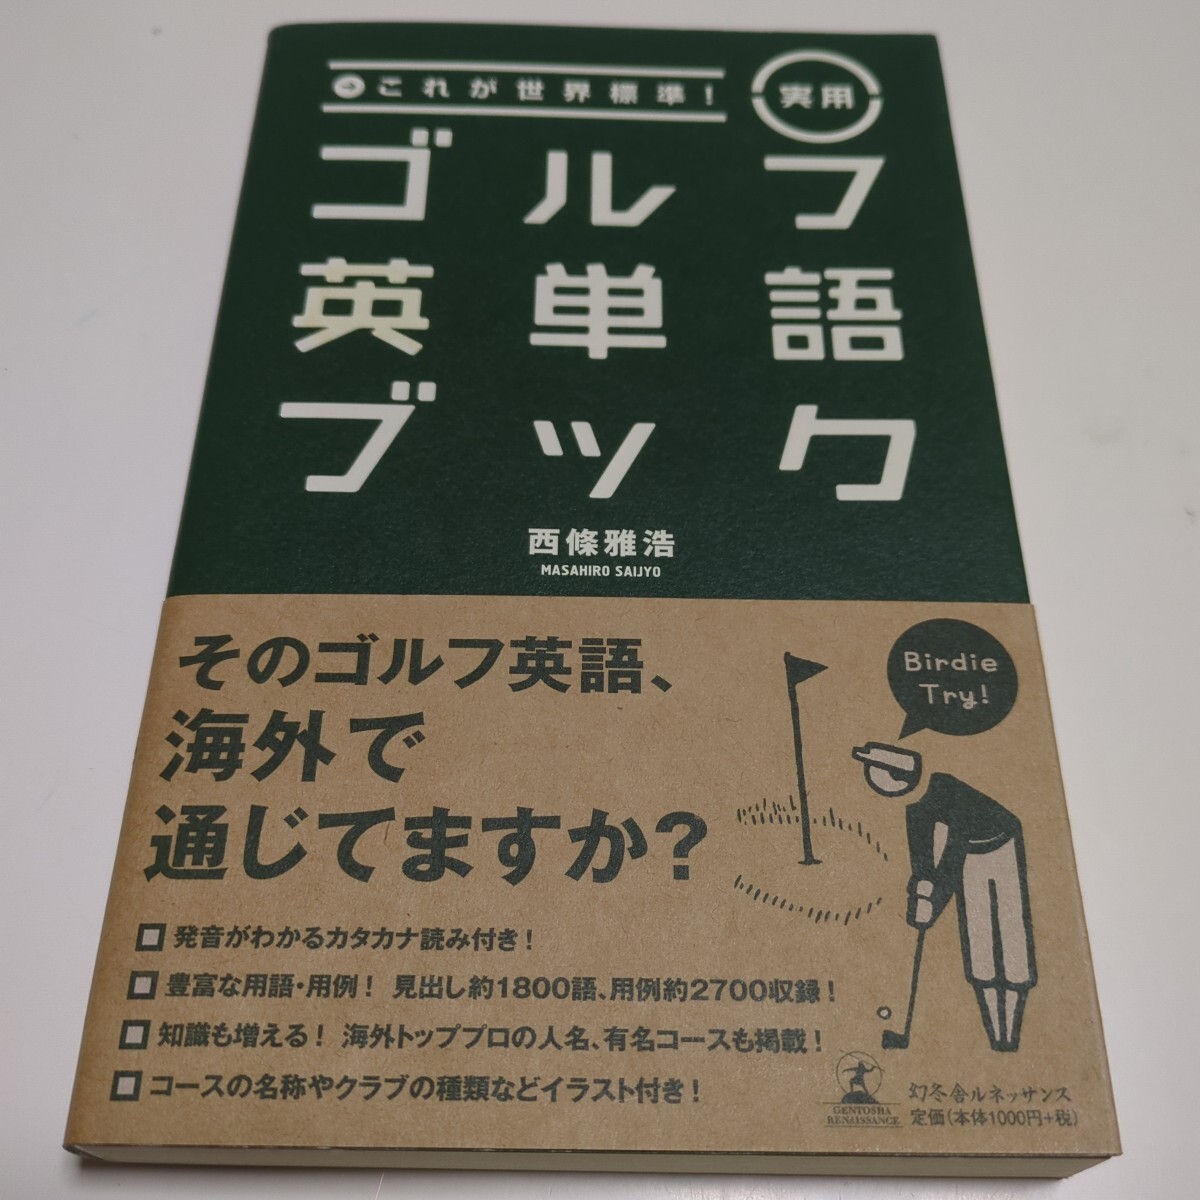 これが世界標準!
実用
ゴルフ
英単語
ブック
西條雅浩
MASAHIRO SAIJYO
そのゴルフ英語、
海外で
通じてますか?
Birdie
Try!
発音がわかるカタカナ読み付き!
豊富な用語・用例! 見出し約1800語、用例約2700収録!
知識も増える! 海外トッププロの人名、有名コースも掲載!
コースの名称やクラブの種類などイラスト付き!
GENTOSHA
RENAISSANCE
幻冬舎ルネッサンス
定価(本体1000円+税)